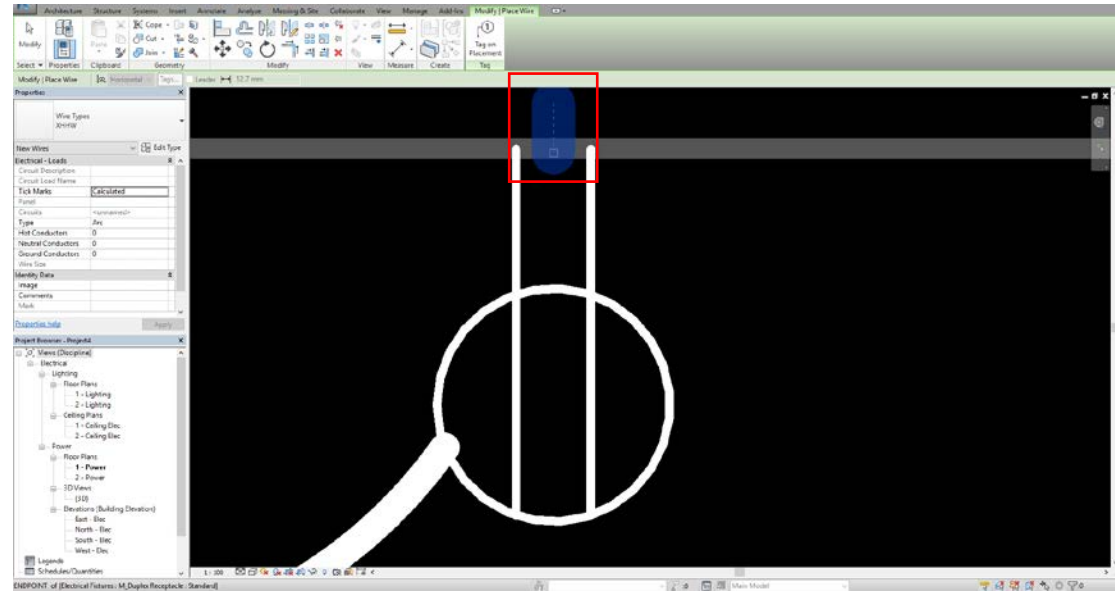 Architecture Structure Systems Insert Annotate Analyze Massing & Site Collaborate View Manage Add-Ins Modify | Place Wire
Modify
Paste
Cope
Cut
Join
Tag on
Placement
Select Properties Clipboard Geometry Modify View Measure Create Tag
Modify | Place Wire Horizontal Tags... Leader 12.7 mm
Properties
Wire Types
XHHW
New Wires Edit Type
Electrical - Loads
Circuit Description
Circuit Load Name
Tick Marks Calculated
Panel
Circuits <unnamed>
Type Arc
Hot Conductors 0
Neutral Conductors 0
Ground Conductors 0
Wire Size
Identity Data
Image
Comments
Mark
Properties help Apply
Project Browser - Project4
Views (Discipline)
Electrical
Lighting
Floor Plans
1 - Lighting
2 - Lighting
Ceiling Plans
1 - Ceiling Elec
2 - Ceiling Elec
Power
Floor Plans
1 - Power
2 - Power
3D Views
{3D}
Elevations (Building Elevation)
East - Elec
North - Elec
South - Elec
West - Elec
Legends
Schedules/Quantities
1 : 100
ENDPOINT of {Electrical Fixtures : M_Duplex Receptacle : Standard} :0 Main Model :0